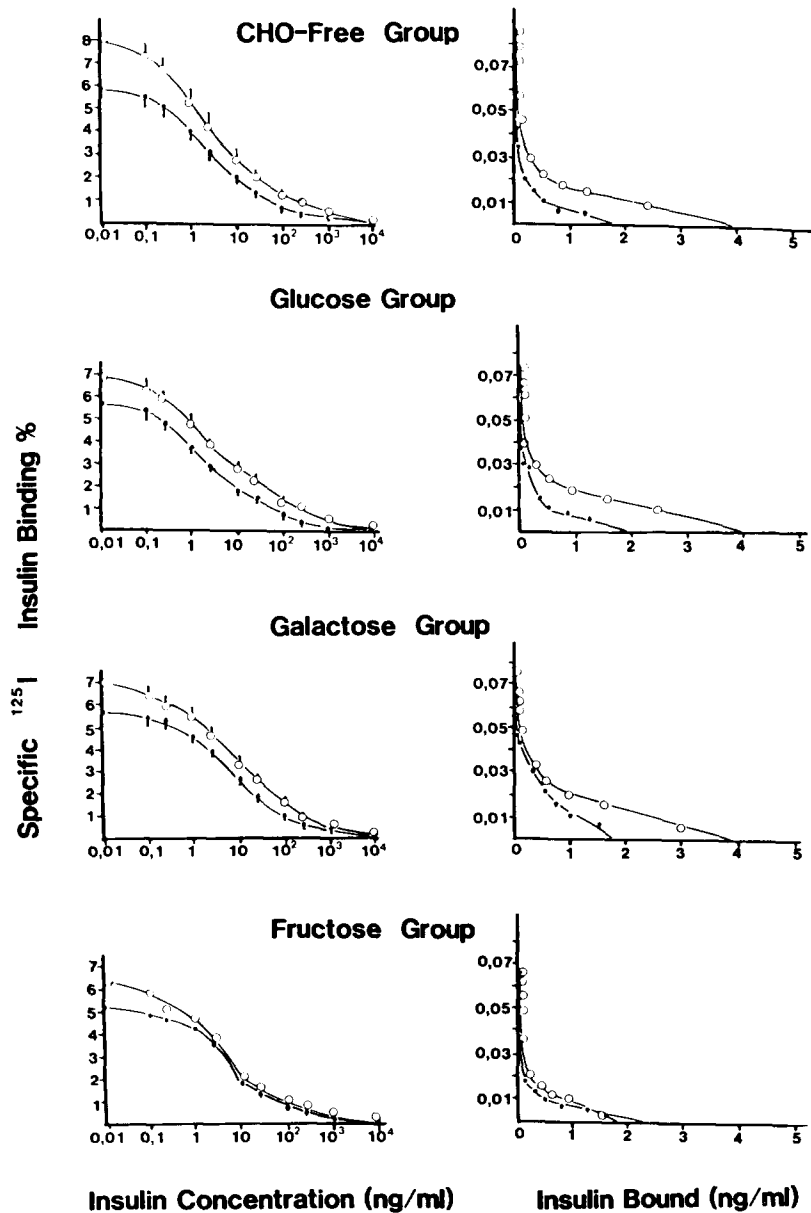 CHO-Free Group
8
7
6
5
4
3
2
1
0,01 0,1 1 10 10² 10³ 10⁴
0,07
0,03
0,01
0 1 2 3 4 5
Glucose Group
7
6
5
4
3
2
1
0,01 0,1 1 10 10² 10³ 10⁴
0,07
0,05
0,03
0,01
0 1 2 3 4 5
Galactose Group
7
6
5
4
3
2
1
0,01 0,1 1 10 10² 10³ 10⁴
0,07
0,05
0,03
0,01
0 1 2 3 4 5
Fructose Group
7
6
5
4
3
2
1
0,01 0,1 1 10 10² 10³ 10⁴
0,07
0,03
0,01
0 1 2 3 4 5
Specific ¹²⁵I Insulin Binding %
Insulin Concentration (ng/ml)
Insulin Bound (ng/ml)